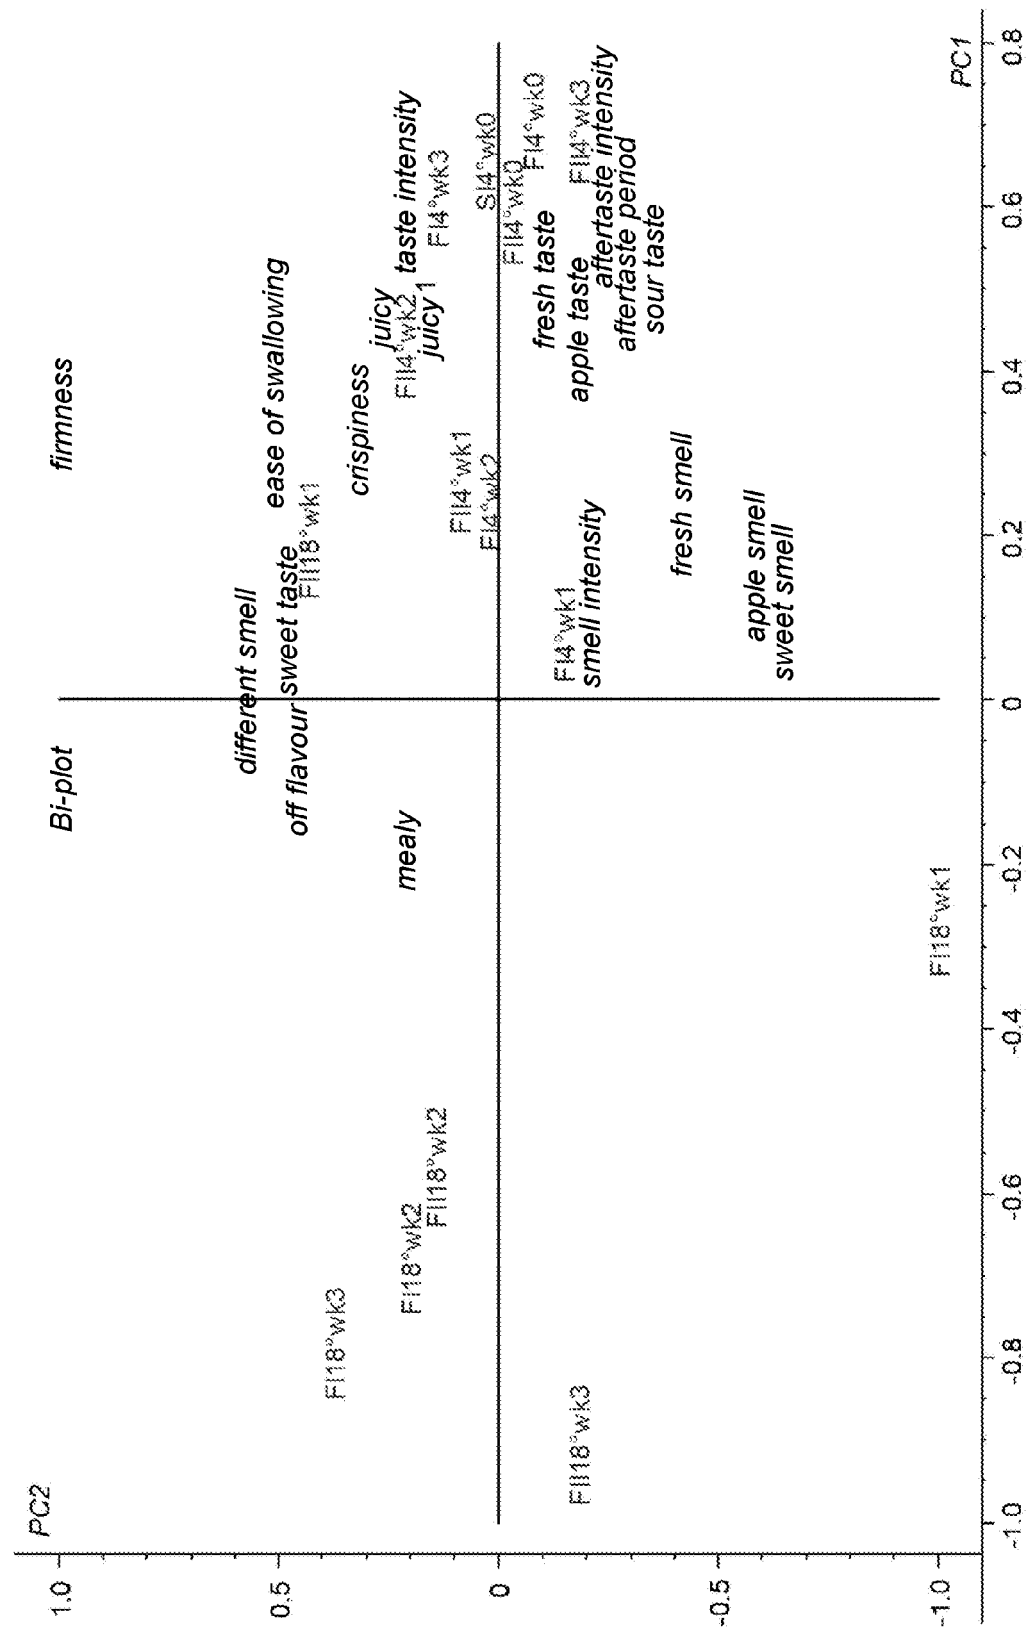 PC2
Bi-plot
firmness
different smell
ease of swallowing
off flavour
sweet taste
FII18°wk1
FI18°wk3
crispiness
juicy
FI18°wk2
mealy
FII4°wk2
taste intensity
juicy 1
FII18°wk2
FI4°wk3
FII4°wk1
FI4°wk2
SI4°wk0
FII4°wk0
FI4°wk0
fresh taste
FI4°wk1
apple taste
FII4°wk3
FII18°wk3
smell intensity
aftertaste intensity
aftertaste period
sour taste
fresh smell
apple smell
sweet smell
FI18°wk1
PC1
1.0
0.5
0
-0.5
-1.0
-1.0
-0.8
-0.6
-0.4
-0.2
0
0.2
0.4
0.6
0.8